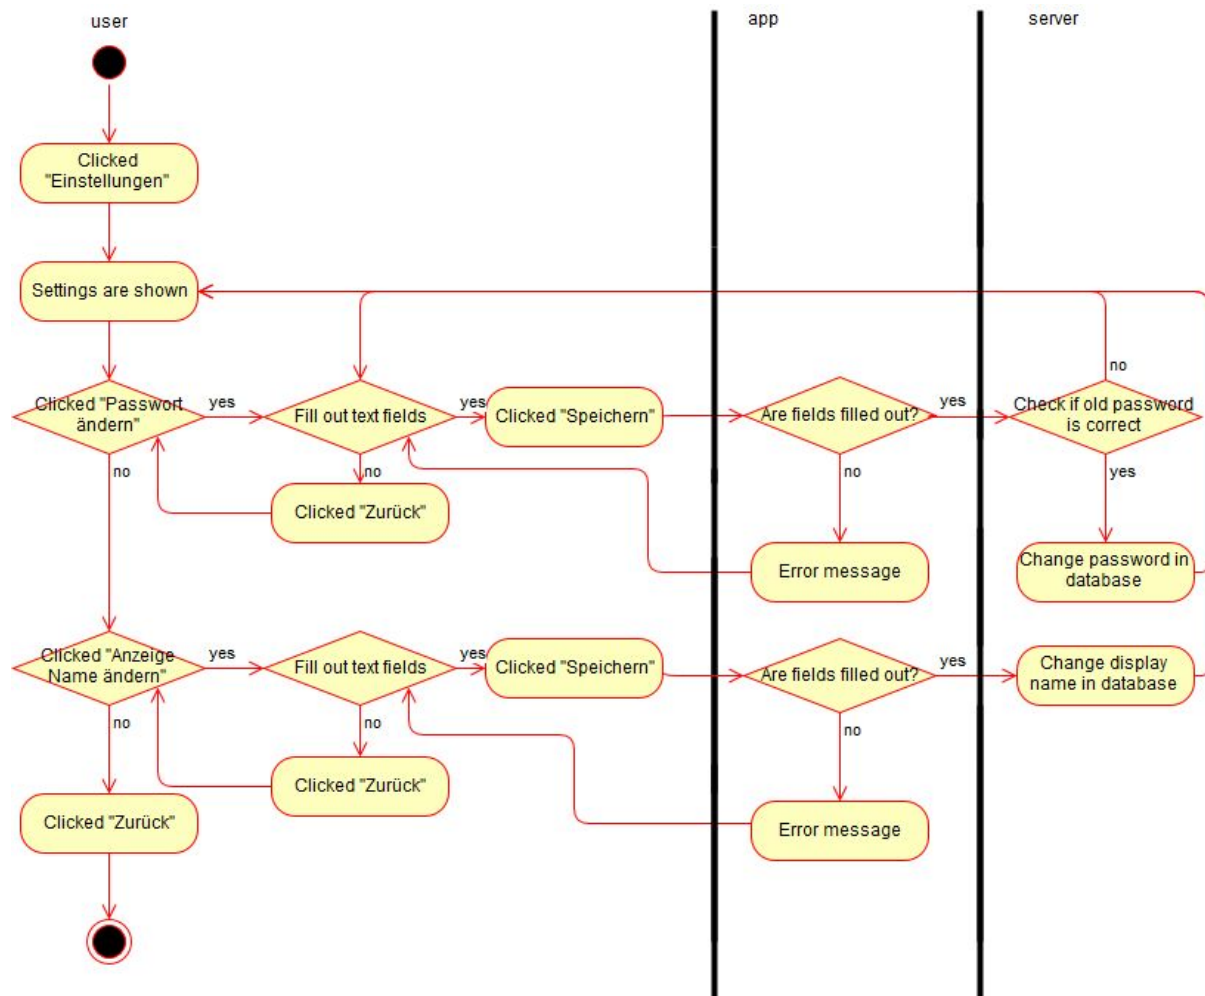 user
app
server
Clicked
"Einstellungen"
Settings are shown
Clicked "Passwort
ändern"
yes
Fill out text fields
yes
Clicked "Speichern"
Are fields filled out?
yes
no
Check if old password
is correct
no
no
no
yes
Clicked "Zurück"
Error message
Change password in
database
Clicked "Anzeige
Name ändern"
yes
Fill out text fields
yes
Clicked "Speichern"
Are fields filled out?
yes
Change display
name in database
no
no
no
Clicked "Zurück"
Clicked "Zurück"
Error message